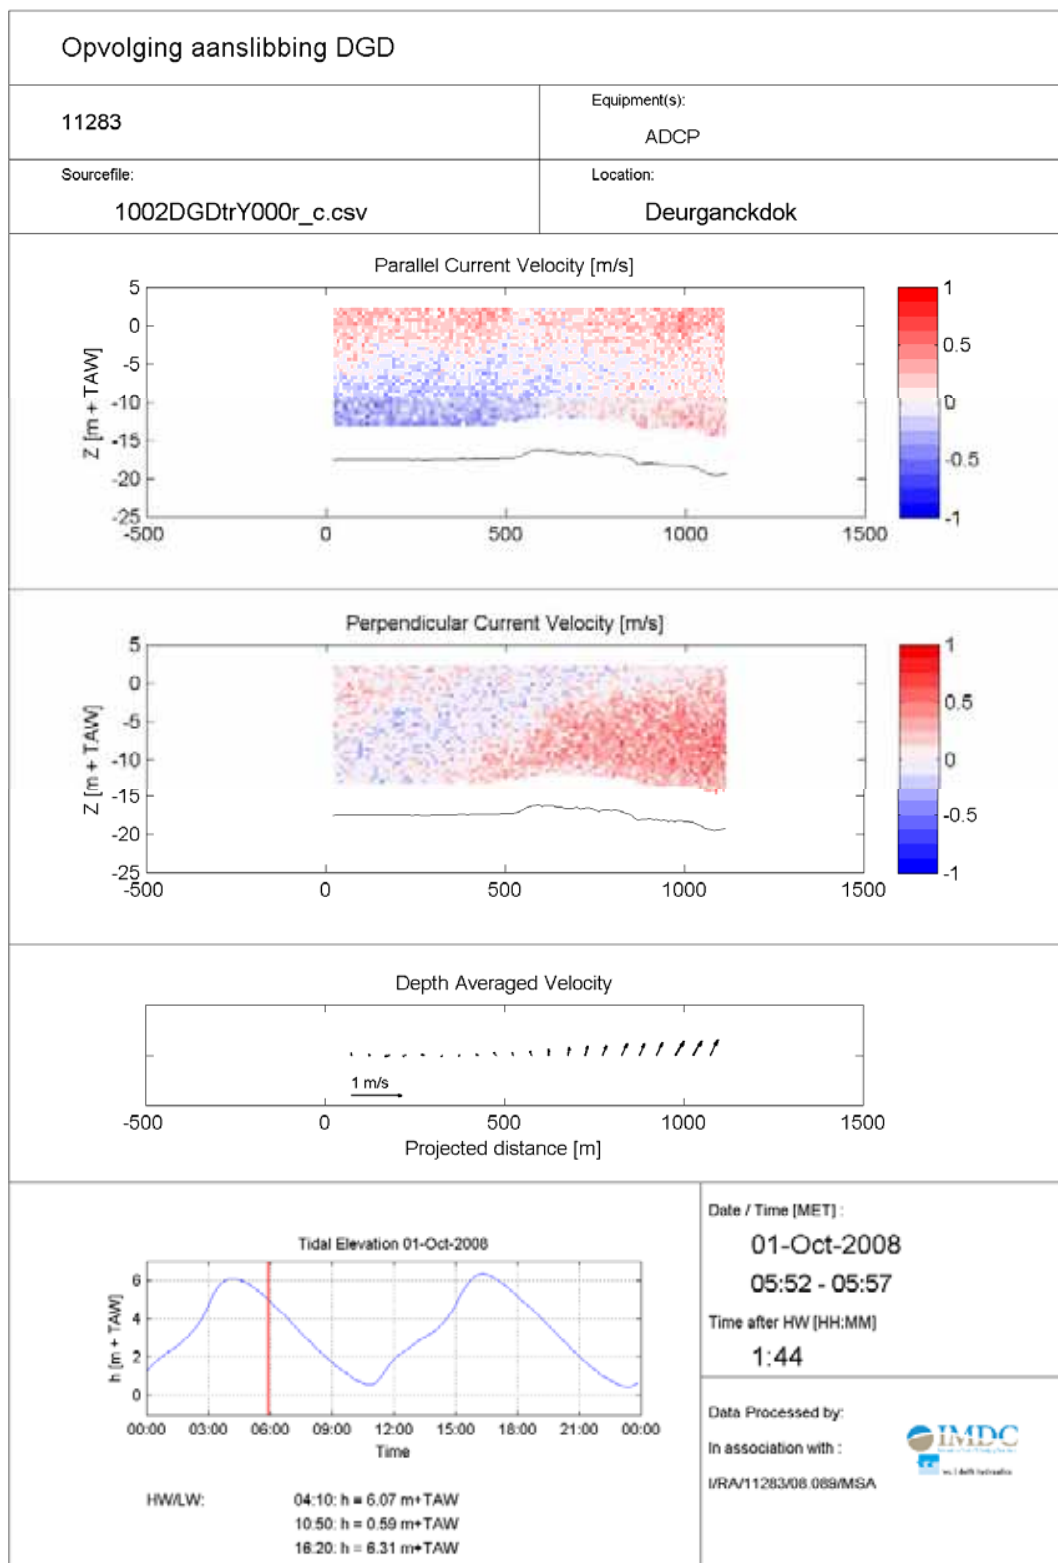 Opvolging aanslibbing DGD
11283
Equipment(s):
ADCP
Sourcefile:
1002DGDtrY000r_c.csv
Location:
Deurganckdok
Parallel Current Velocity [m/s]
Z [m + TAW]
5
0
-5
-10
-15
-20
-25
-500
0
500
1000
1500
1
0.5
0
-0.5
-1
Perpendicular Current Velocity [m/s]
Z [m + TAW]
5
0
-5
-10
-15
-20
-25
-500
0
500
1000
1500
1
0.5
0
-0.5
-1
Depth Averaged Velocity
1 m/s
-500
0
500
1000
1500
Projected distance [m]
Tidal Elevation 01-Oct-2008
h [m + TAW]
6
4
2
0
00:00 03:00 06:00 09:00 12:00 15:00 18:00 21:00 00:00
Time
HW/LW:
04:10: h = 6.07 m+TAW
10:50: h = 0.59 m+TAW
16:20: h = 6.31 m+TAW
Date / Time [MET] :
01-Oct-2008
05:52 - 05:57
Time after HW [HH:MM]
1:44
Data Processed by:
In association with :
I/RA/11283/08.089/MSA
IMDC
wl | delft hydraulics